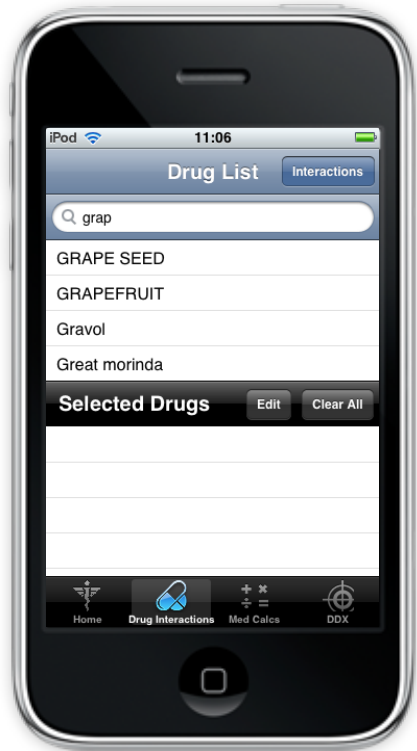 iPod 11:06
Drug List Interactions
grap
GRAPE SEED
GRAPEFRUIT
Gravol
Great morinda
Selected Drugs Edit Clear All
Home Drug Interactions Med Calcs DDX